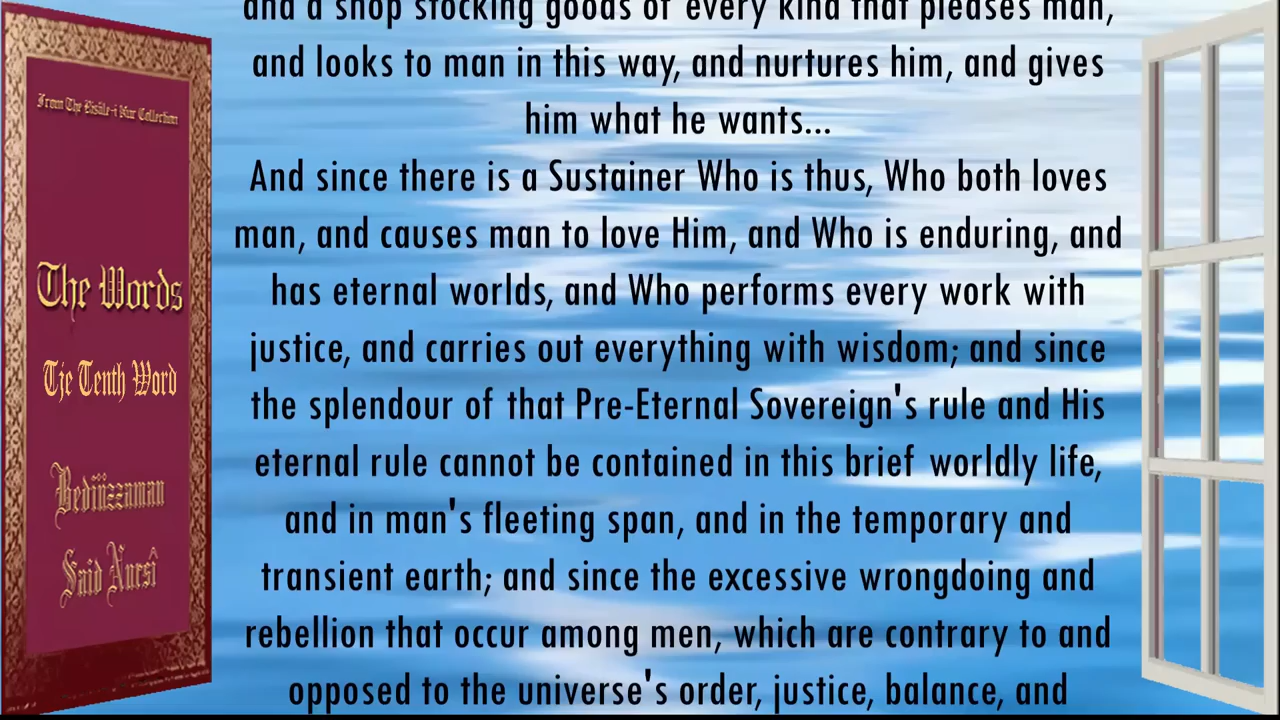 From The Risale-i Nur Collection
The Words
Tje Tenth Word
Bediüzzaman
Said Nursî
and a shop stocking goods of every kind that pleases man,
and looks to man in this way, and nurtures him, and gives
him what he wants...
And since there is a Sustainer Who is thus, Who both loves
man, and causes man to love Him, and Who is enduring, and
has eternal worlds, and Who performs every work with
justice, and carries out everything with wisdom; and since
the splendour of that Pre-Eternal Sovereign's rule and His
eternal rule cannot be contained in this brief worldly life,
and in man's fleeting span, and in the temporary and
transient earth; and since the excessive wrongdoing and
rebellion that occur among men, which are contrary to and
opposed to the universe's order, justice, balance, and